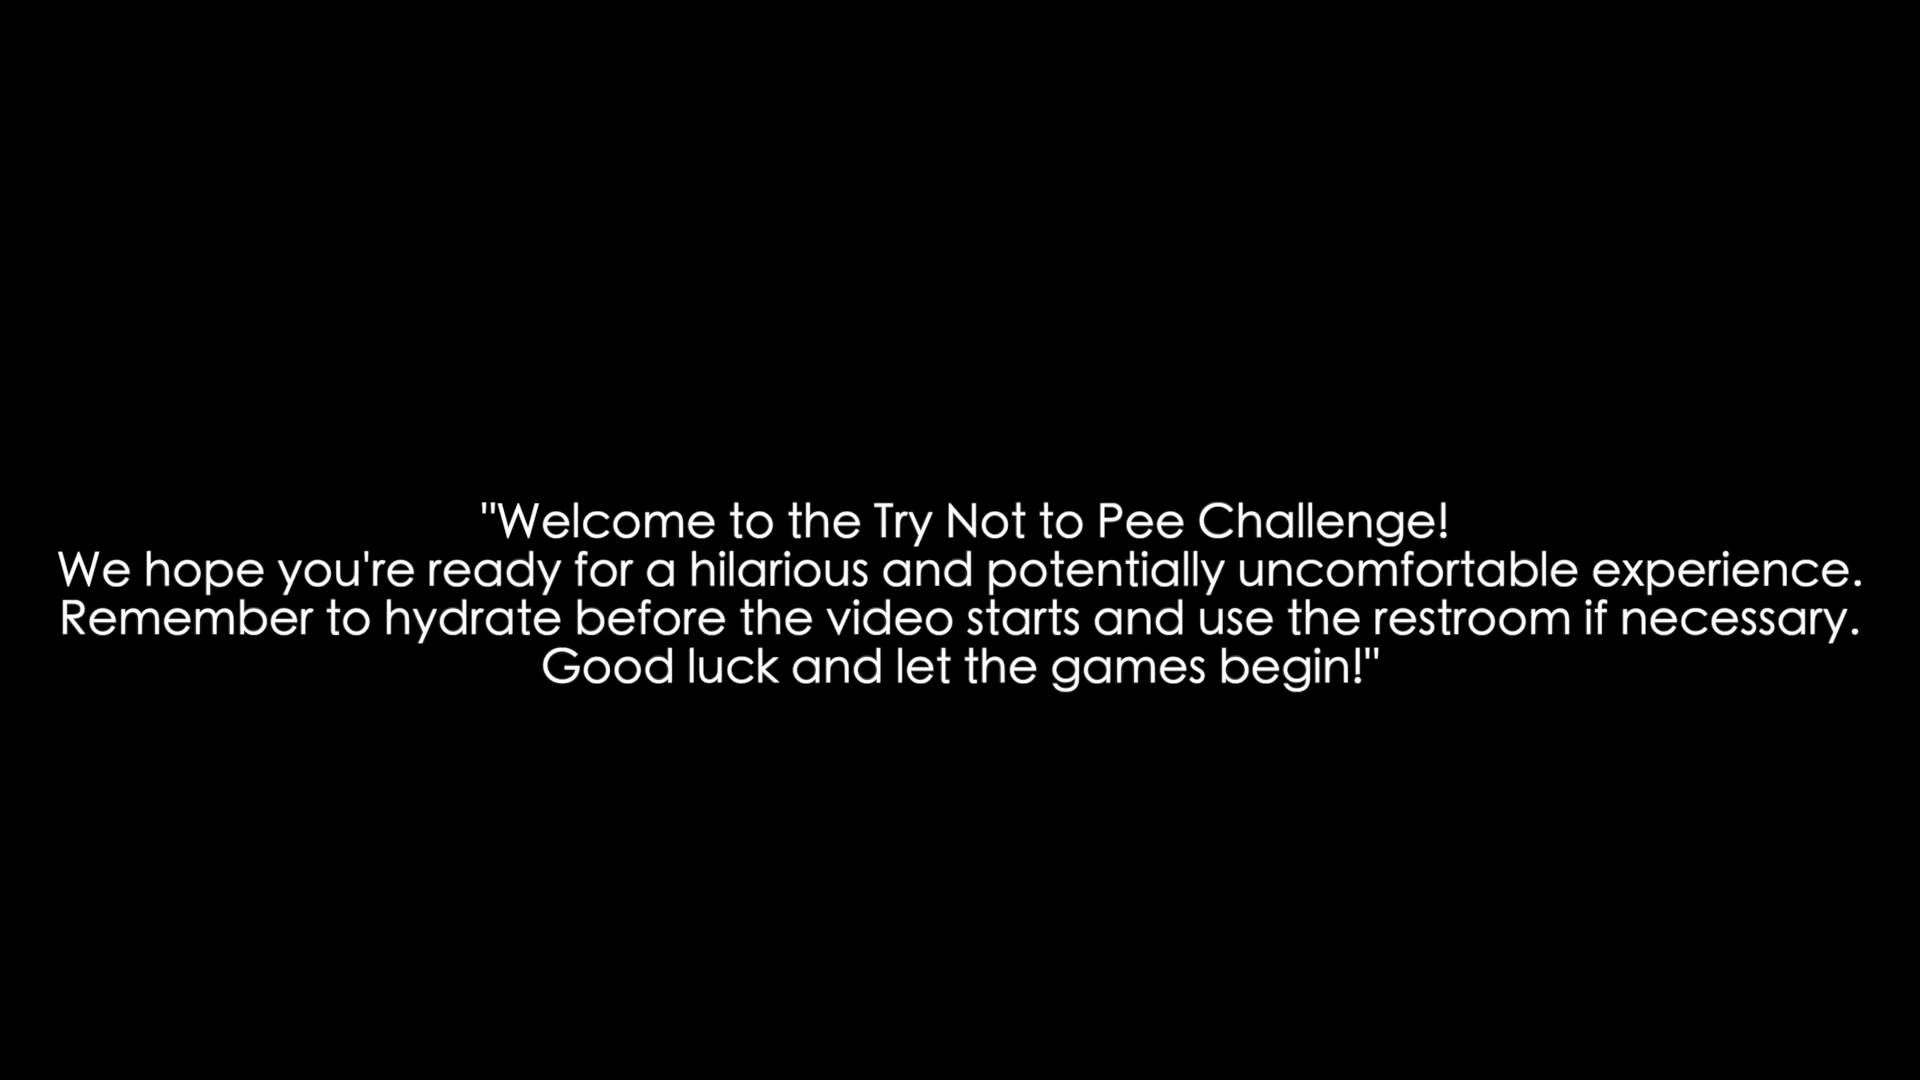 "Welcome to the Try Not to Pee Challenge!
We hope you're ready for a hilarious and potentially uncomfortable experience.
Remember to hydrate before the video starts and use the restroom if necessary.
Good luck and let the games begin!"